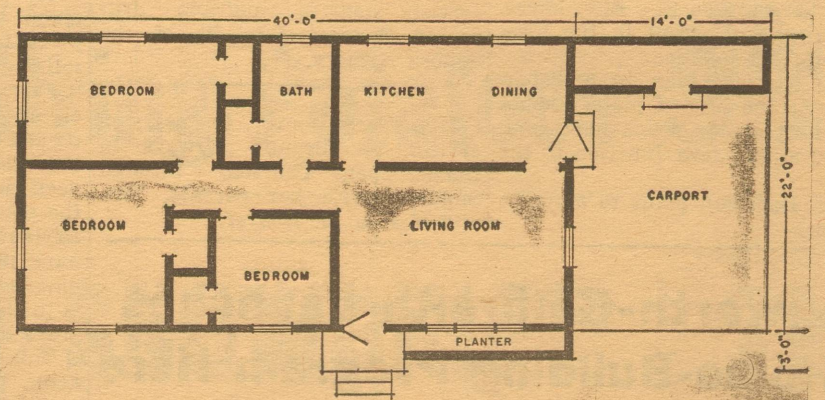 40'-0" 14'-0"
BEDROOM BATH KITCHEN DINING
22'-0"
CARPORT
BEDROOM LIVING ROOM
BEDROOM
PLANTER
3'-0"